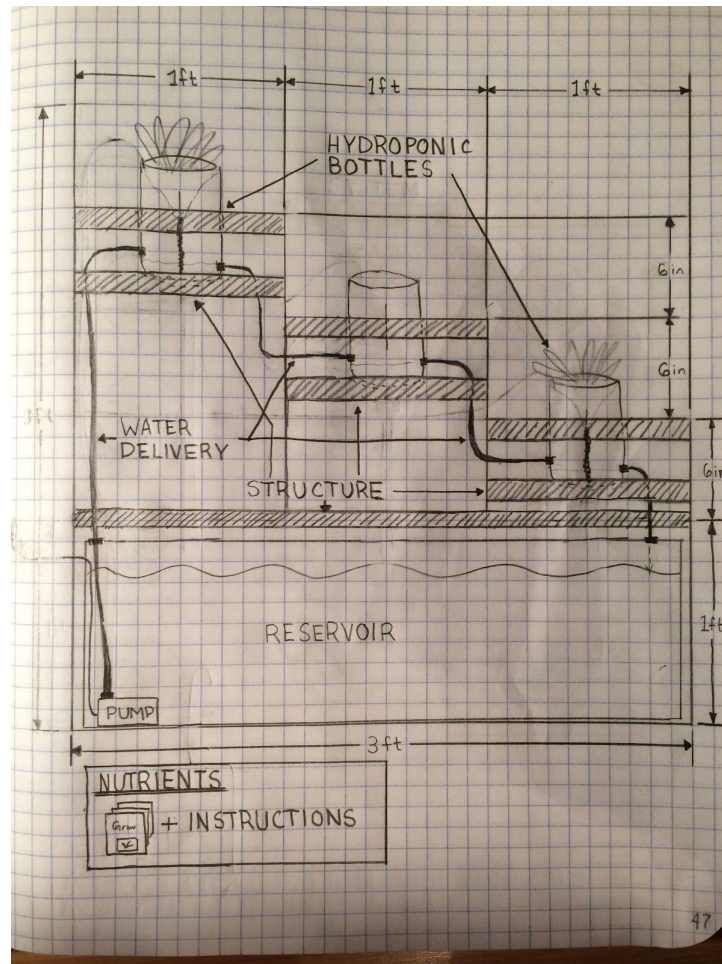 1ft
1ft
1ft
HYDROPONIC
BOTTLES
6in
6in
3ft
WATER
DELIVERY
6in
STRUCTURE
1ft
RESERVOIR
PUMP
3ft
NUTRIENTS
Grow
+ INSTRUCTIONS
47